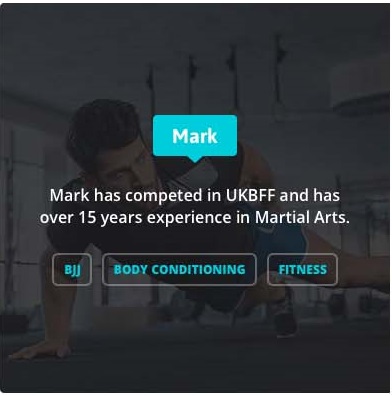 Mark
Mark has competed in UKBFF and has
over 15 years experience in Martial Arts.
BJJ
BODY CONDITIONING
FITNESS